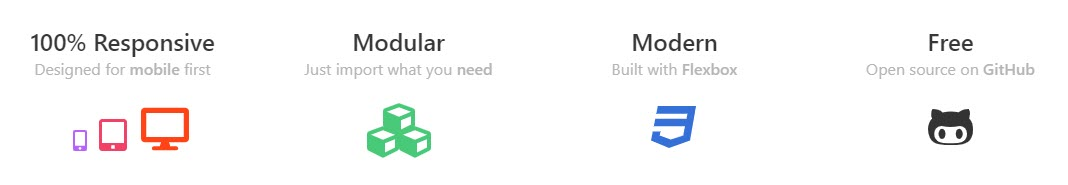 100% Responsive
Designed for mobile first
Modular
Just import what you need
Modern
Built with Flexbox
Free
Open source on GitHub